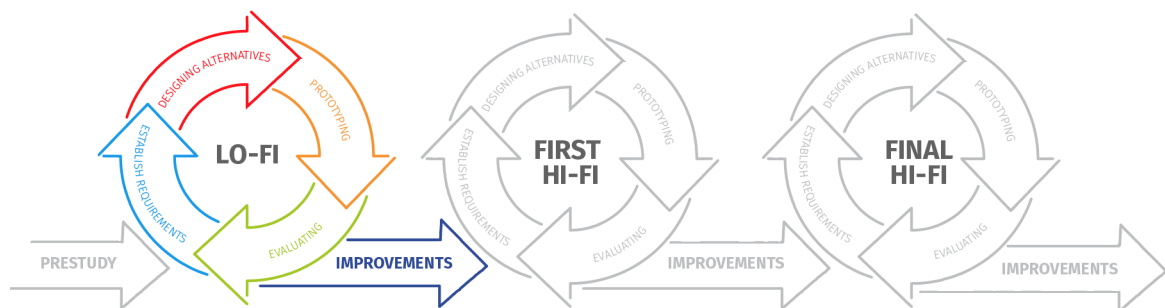 PRESTUDY
ESTABLISH REQUIREMENTS
DESIGNING ALTERNATIVES
PROTOTYPING
EVALUATING
LO-FI
IMPROVEMENTS
ESTABLISH REQUIREMENTS
DESIGNING ALTERNATIVES
PROTOTYPING
EVALUATING
FIRST
HI-FI
IMPROVEMENTS
ESTABLISH REQUIREMENTS
DESIGNING ALTERNATIVES
PROTOTYPING
EVALUATING
FINAL
HI-FI
IMPROVEMENTS